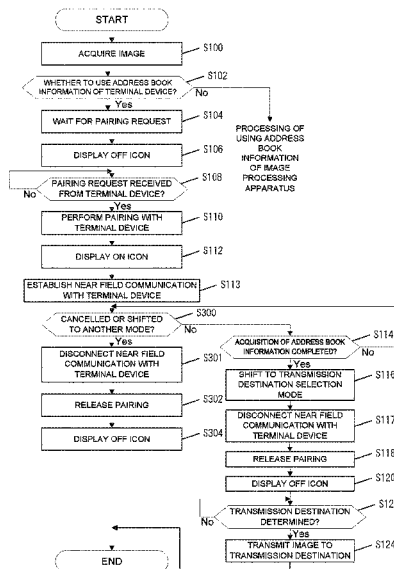 START
ACQUIRE IMAGE
S100
S102
WHETHER TO USE ADDRESS BOOK
INFORMATION OF TERMINAL DEVICE?
No
Yes
WAIT FOR PAIRING REQUEST
S104
PROCESSING OF
USING ADDRESS
BOOK
INFORMATION
OF IMAGE
PROCESSING
APPARATUS
DISPLAY OFF ICON
S106
S108
PAIRING REQUEST RECEIVED
FROM TERMINAL DEVICE?
No
Yes
PERFORM PAIRING WITH
TERMINAL DEVICE
S110
DISPLAY ON ICON
S112
S113
ESTABLISH NEAR FIELD COMMUNICATION
WITH TERMINAL DEVICE
S300
CANCELLED OR SHIFTED
TO ANOTHER MODE?
No
Yes
DISCONNECT NEAR FIELD
COMMUNICATION WITH
TERMINAL DEVICE
S301
RELEASE PAIRING
S302
DISPLAY OFF ICON
S304
S114
ACQUISITION OF ADDRESS BOOK
INFORMATION COMPLETED?
No
Yes
SHIFT TO TRANSMISSION
DESTINATION SELECTION
MODE
S116
DISCONNECT NEAR FIELD
COMMUNICATION WITH
TERMINAL DEVICE
S117
RELEASE PAIRING
S118
DISPLAY OFF ICON
S120
S12
TRANSMISSION DESTINATION
DETERMINED?
No
Yes
TRANSMIT IMAGE TO
TRANSMISSION DESTINATION
S124
END